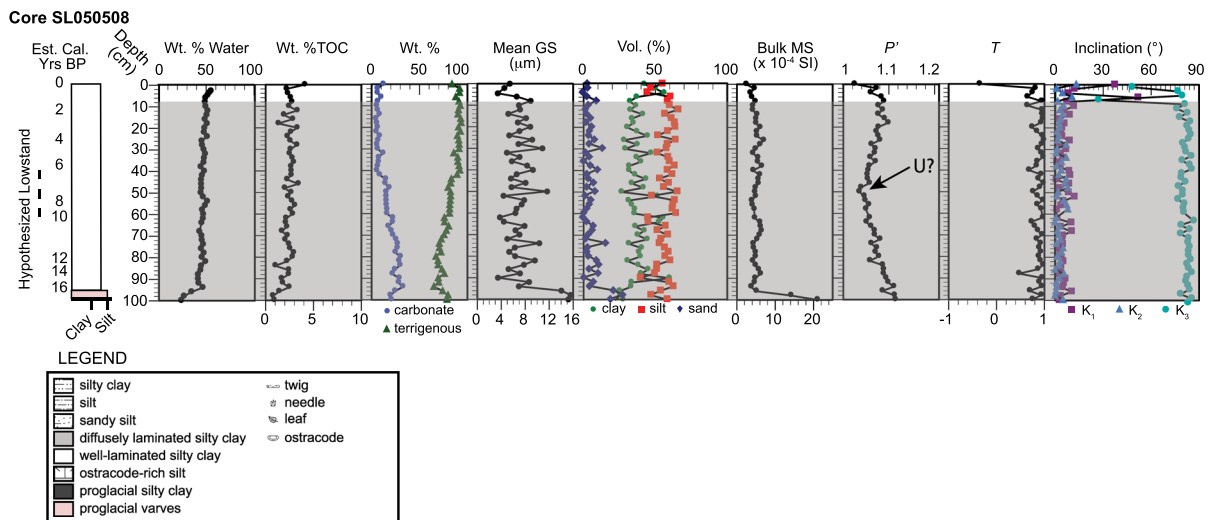 Core SL050508
Est. Cal.
Yrs BP
Depth
(cm)
Wt. % Water
Wt. %TOC
Wt. %
Mean GS
(μm)
Vol. (%)
Bulk MS
(x 10-4 SI)
P'
T
Inclination (°)
0 50 100
0 50 100
0 50 100
1 1.1 1.2
0 30 60 90
0
2
4
6
8
10
12
14
16
Hypothesized Lowstand
0
10
20
30
40
50
60
70
80
90
100
U?
Clay
Silt
0 5 10
carbonate
terrigenous
0 4 8 12 16
clay silt sand
0 10 20
-1 0 1
K1 K2 K3
LEGEND
silty clay
silt
sandy silt
diffusely laminated silty clay
well-laminated silty clay
ostracode-rich silt
proglacial silty clay
proglacial varves
twig
needle
leaf
ostracode